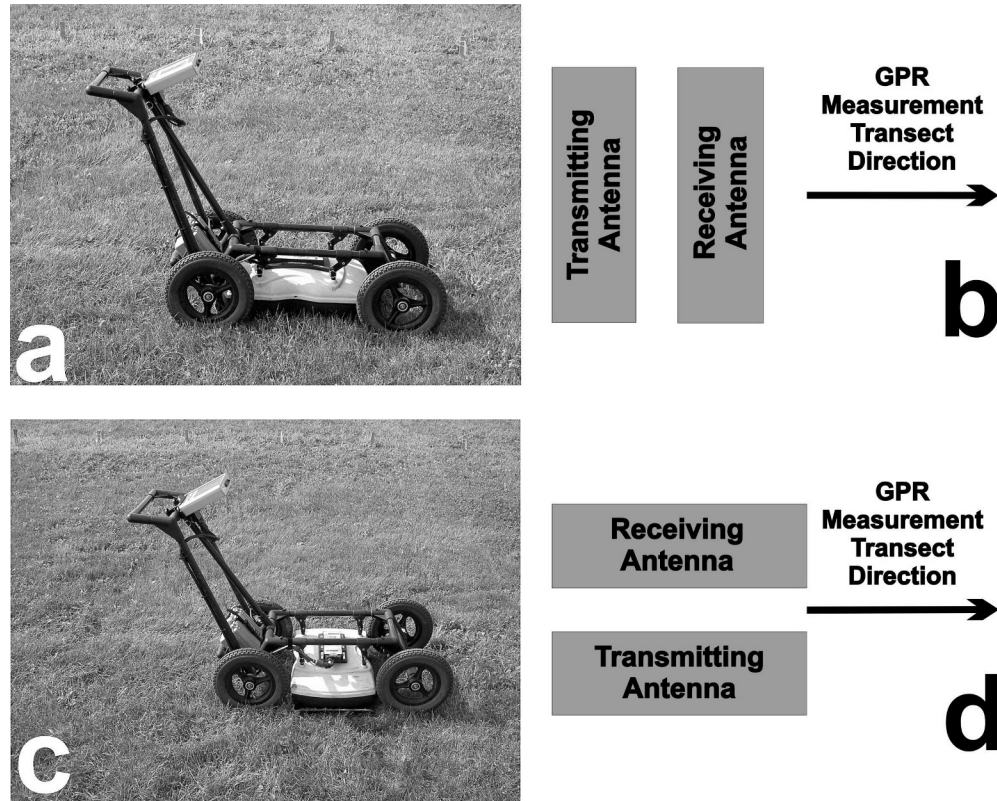 a
Transmitting
Antenna
Receiving
Antenna
GPR
Measurement
Transect
Direction
b
c
Receiving
Antenna
Transmitting
Antenna
GPR
Measurement
Transect
Direction
d